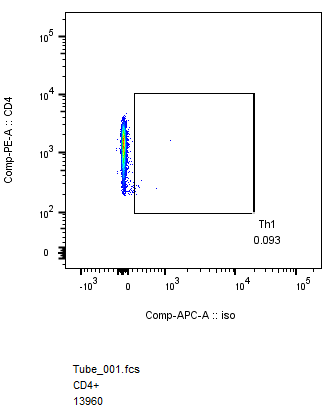 Comp-PE-A :: CD4
10^5
10^4
10^3
10^2
0
Th1
0.093
-10^3
0
10^3
10^4
10^5
Comp-APC-A :: iso
Tube_001.fcs
CD4+
13960